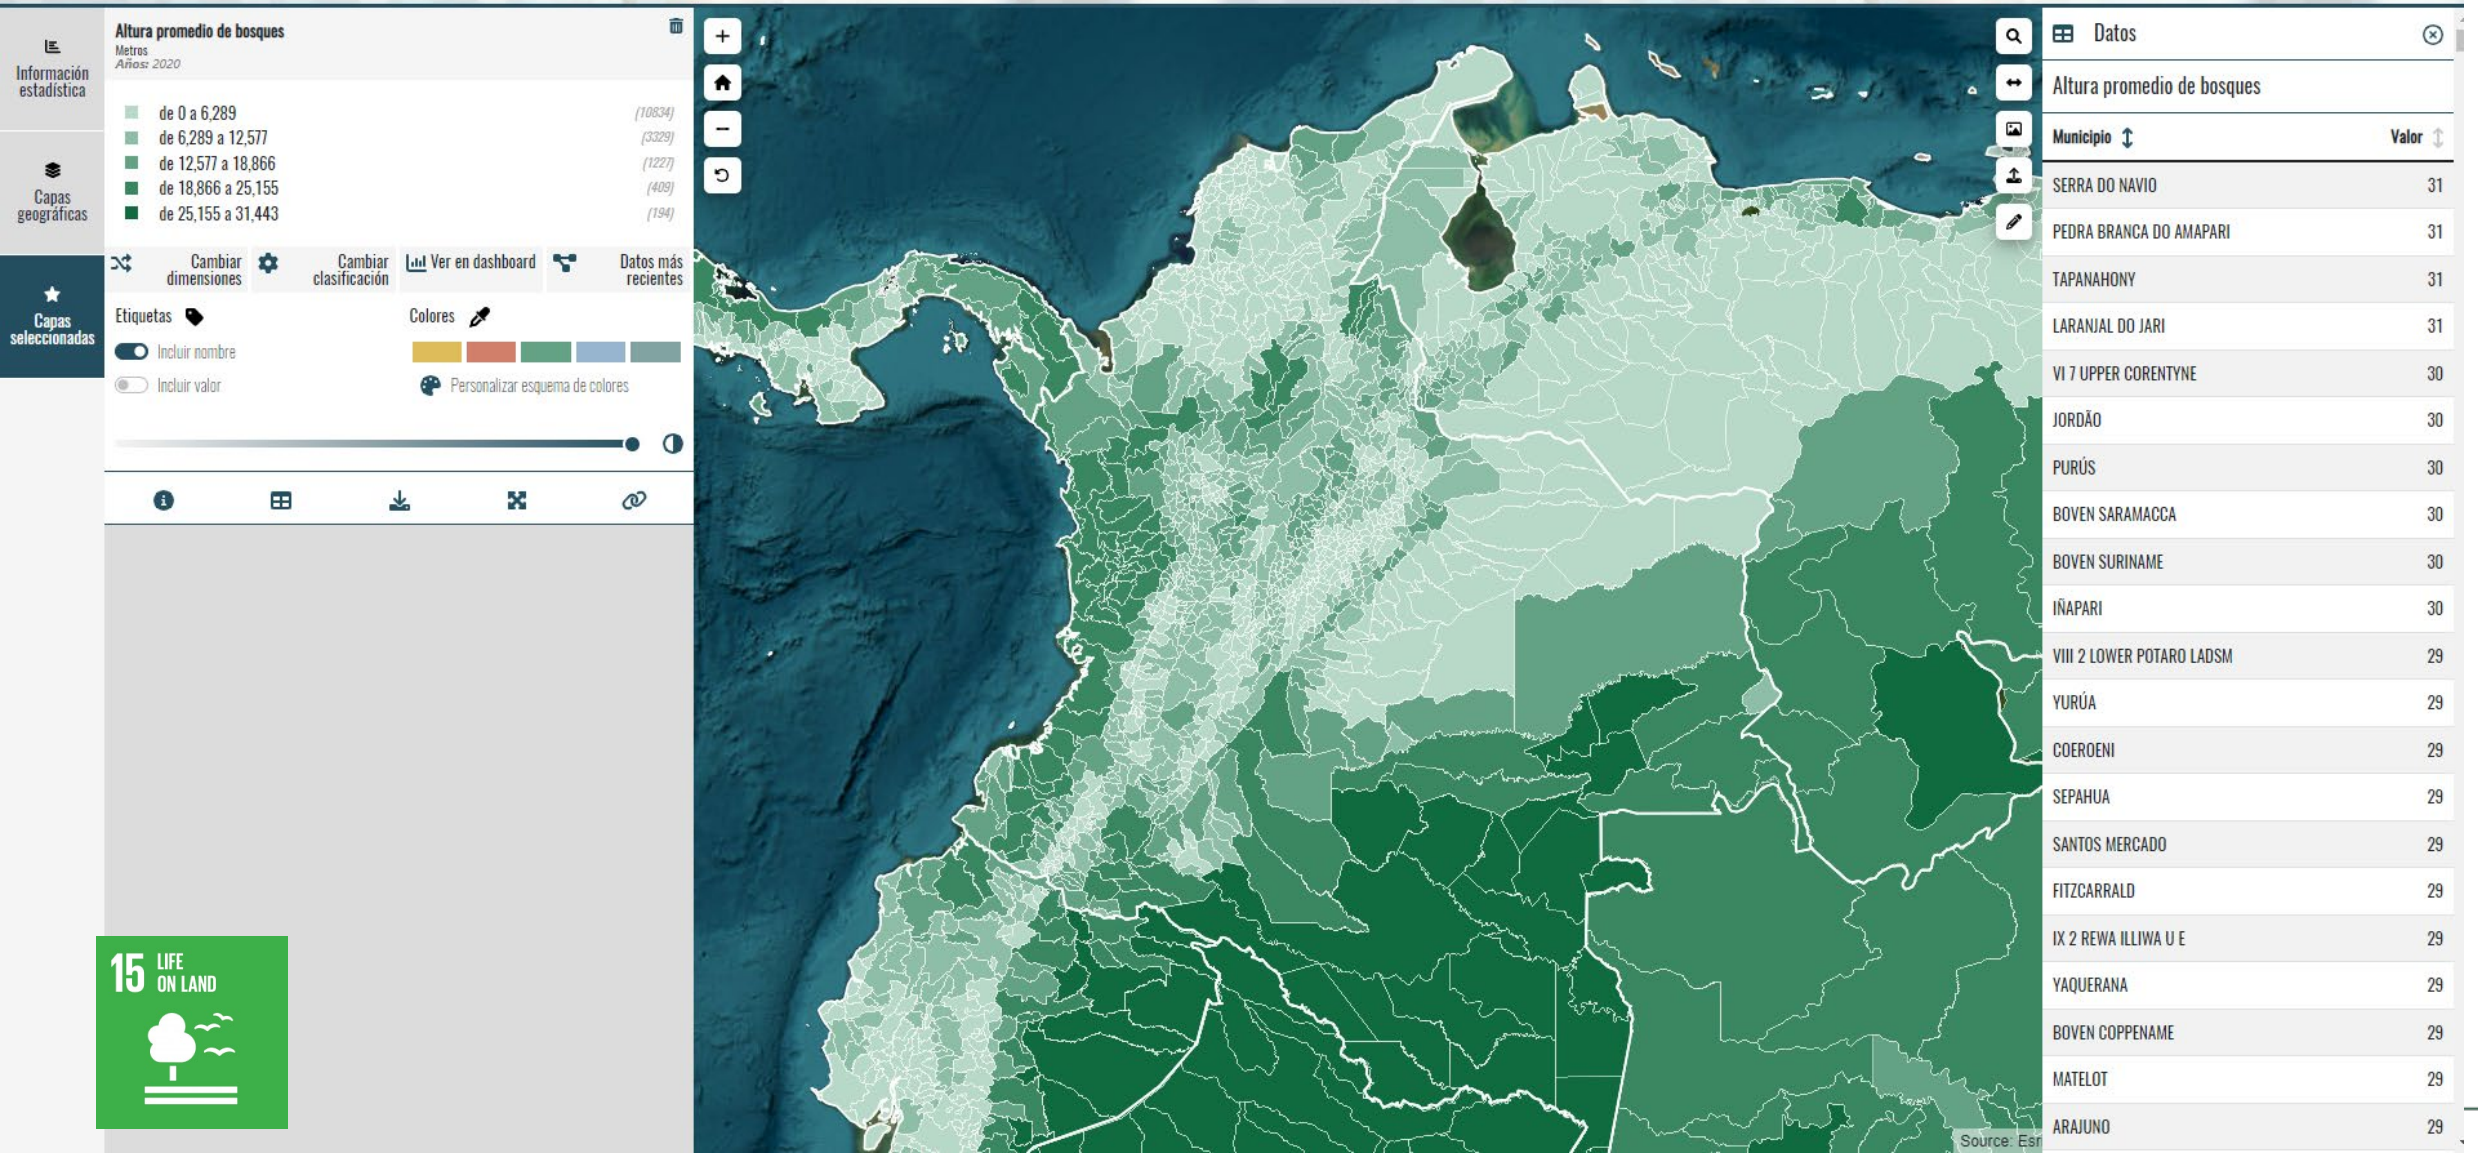 Información
estadística
Capas
geográficas
Capas
seleccionadas
Altura promedio de bosques
Metros
Años: 2020
de 0 a 6,289 (10834)
de 6,289 a 12,577 (3329)
de 12,577 a 18,866 (1227)
de 18,866 a 25,155 (409)
de 25,155 a 31,443 (194)
Cambiar
dimensiones
Cambiar
clasificación
Ver en dashboard
Datos más
recientes
Etiquetas
Colores
Incluir nombre
Incluir valor
Personalizar esquema de colores
15 LIFE
ON LAND
Source: Esr
Datos
Altura promedio de bosques
Municipio Valor
SERRA DO NAVIO 31
PEDRA BRANCA DO AMAPARI 31
TAPANAHONY 31
LARANJAL DO JARI 31
VI 7 UPPER CORENTYNE 30
JORDÃO 30
PURÚS 30
BOVEN SARAMACCA 30
BOVEN SURINAME 30
IÑAPARI 30
VIII 2 LOWER POTARO LADSM 29
YURÚA 29
COEROENI 29
SEPAHUA 29
SANTOS MERCADO 29
FITZCARRALD 29
IX 2 REWA ILLIWA U E 29
YAQUERANA 29
BOVEN COPPENAME 29
MATELOT 29
ARAJUNO 29